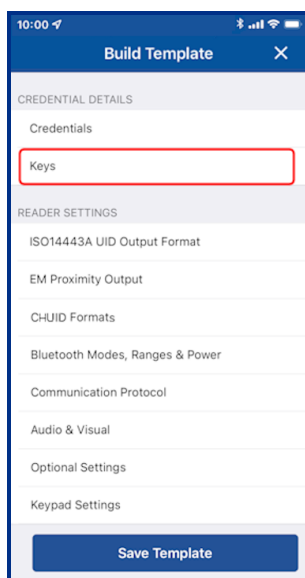 10:00
Build Template
CREDENTIAL DETAILS
Credentials
Keys
READER SETTINGS
ISO14443A UID Output Format
EM Proximity Output
CHUID Formats
Bluetooth Modes, Ranges & Power
Communication Protocol
Audio & Visual
Optional Settings
Keypad Settings
Save Template